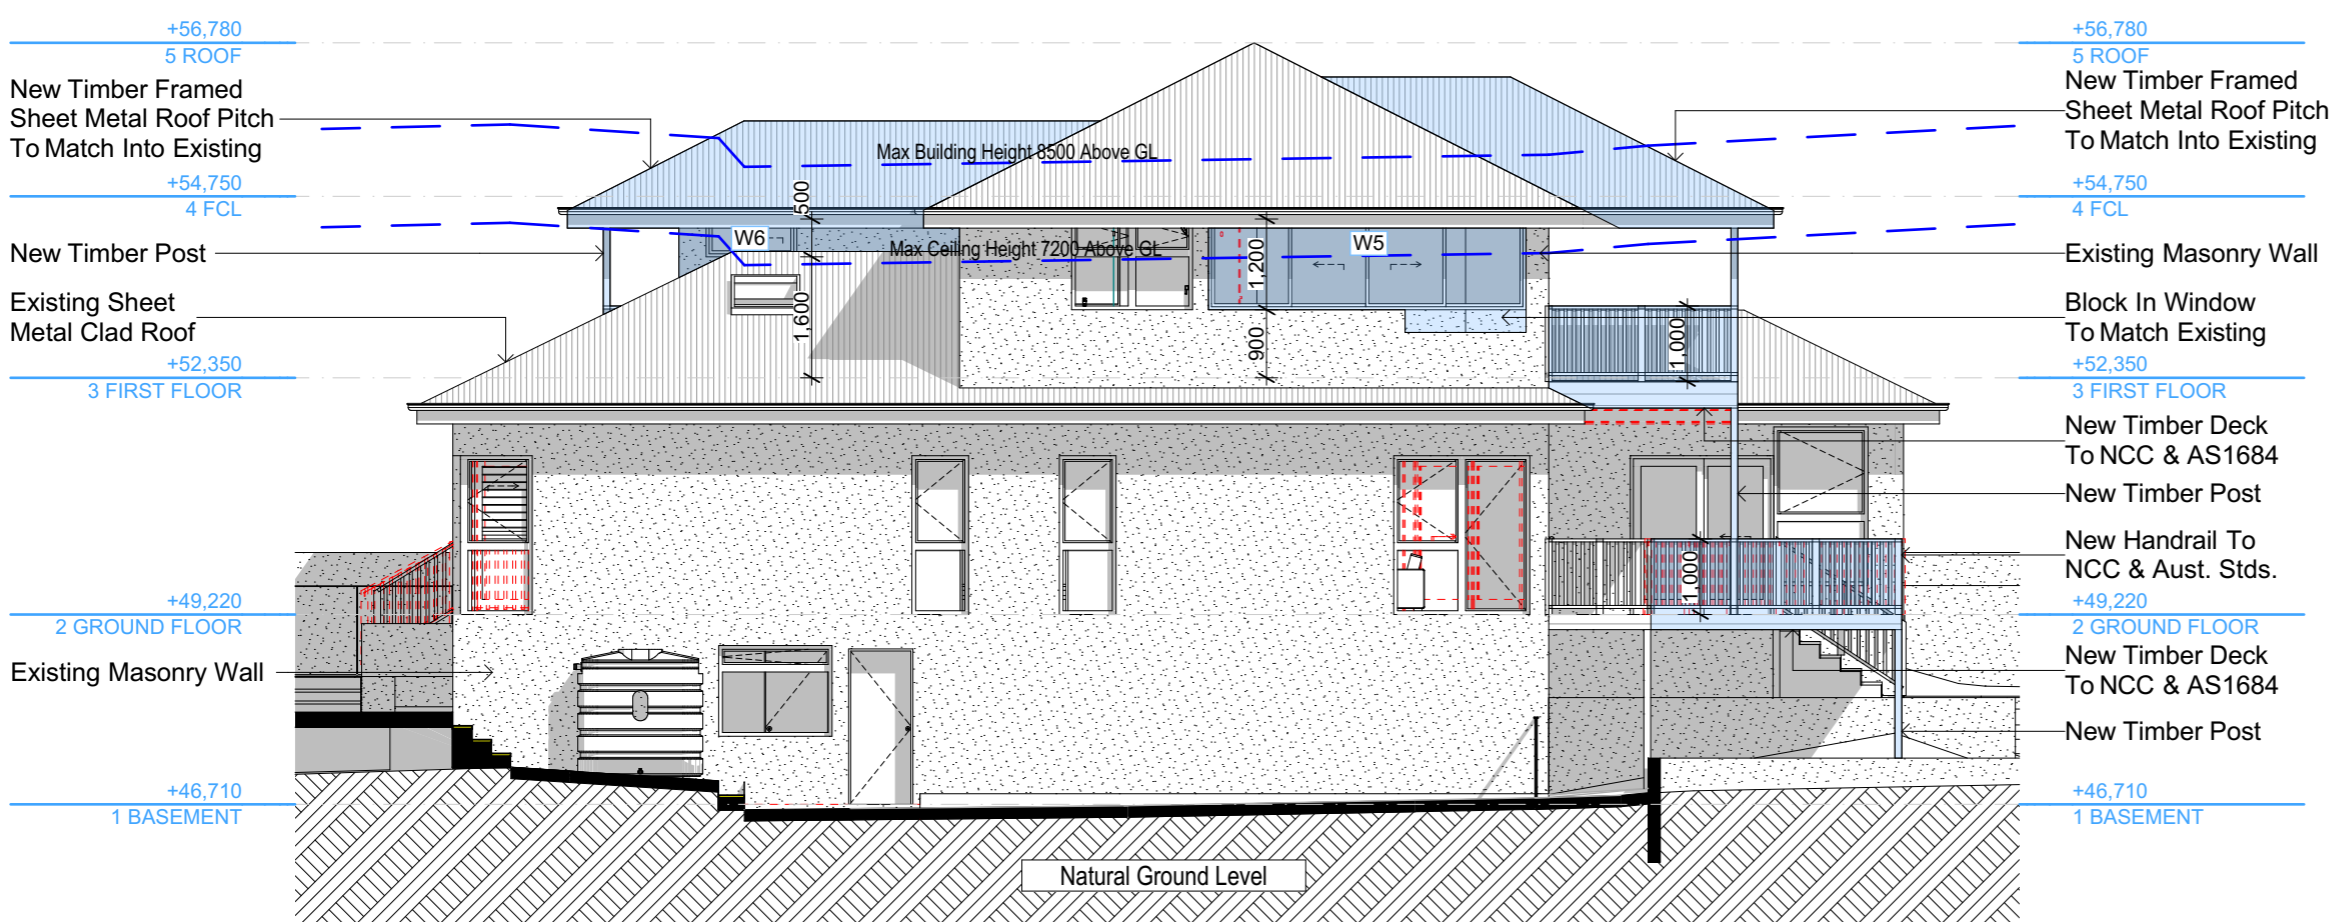 +56,780
5 ROOF
New Timber Framed
Sheet Metal Roof Pitch
To Match Into Existing
+54,750
4 FCL
New Timber Post
Existing Sheet
Metal Clad Roof
+52,350
3 FIRST FLOOR
+49,220
2 GROUND FLOOR
Existing Masonry Wall
+46,710
1 BASEMENT
Max Building Height 8500 Above GL
500
W6
Max Ceiling Height 7200 Above GL
W5
1,200
1,600
900
1,000
1,000
Natural Ground Level
+56,780
5 ROOF
New Timber Framed
Sheet Metal Roof Pitch
To Match Into Existing
+54,750
4 FCL
Existing Masonry Wall
Block In Window
To Match Existing
+52,350
3 FIRST FLOOR
New Timber Deck
To NCC & AS1684
New Timber Post
New Handrail To
NCC & Aust. Stds.
+49,220
2 GROUND FLOOR
New Timber Deck
To NCC & AS1684
New Timber Post
+46,710
1 BASEMENT